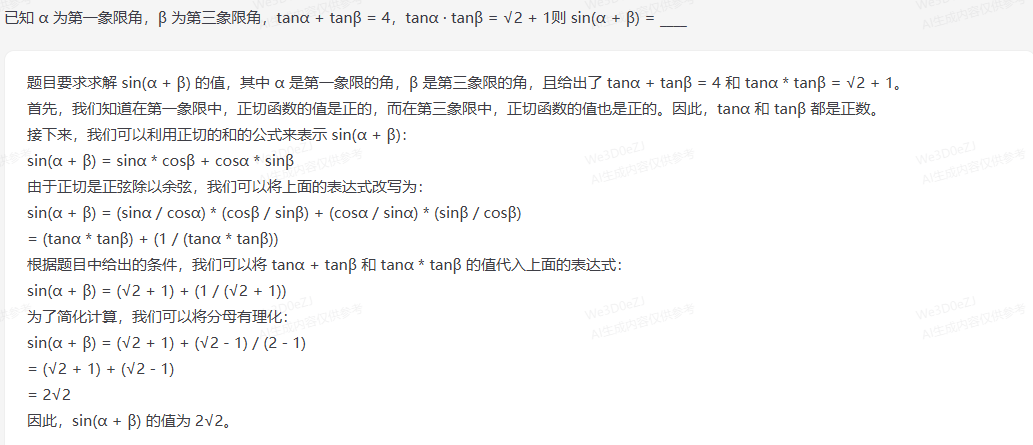 已知 α 为第一象限角，β 为第三象限角，tanα + tanβ = 4，tanα · tanβ = √2 + 1则 sin(α + β) = ____
题目要求求解 sin(α + β) 的值，其中 α 是第一象限的角，β 是第三象限的角，且给出了 tanα + tanβ = 4 和 tanα * tanβ = √2 + 1。
首先，我们知道在第一象限中，正切函数的值是正的，而在第三象限中，正切函数的值也是正的。因此，tanα 和 tanβ 都是正数。
接下来，我们可以利用正切的和的公式来表示 sin(α + β)：
sin(α + β) = sinα * cosβ + cosα * sinβ
由于正切是正弦除以余弦，我们可以将上面的表达式改写为：
sin(α + β) = (sinα / cosα) * (cosβ / sinβ) + (cosα / sinα) * (sinβ / cosβ)
= (tanα * tanβ) + (1 / (tanα * tanβ))
根据题目中给出的条件，我们可以将 tanα + tanβ 和 tanα * tanβ 的值代入上面的表达式：
sin(α + β) = (√2 + 1) + (1 / (√2 + 1))
为了简化计算，我们可以将分母有理化：
sin(α + β) = (√2 + 1) + (√2 - 1) / (2 - 1)
= (√2 + 1) + (√2 - 1)
= 2√2
因此，sin(α + β) 的值为 2√2。
We3D0eZJ
AI生成内容仅供参考